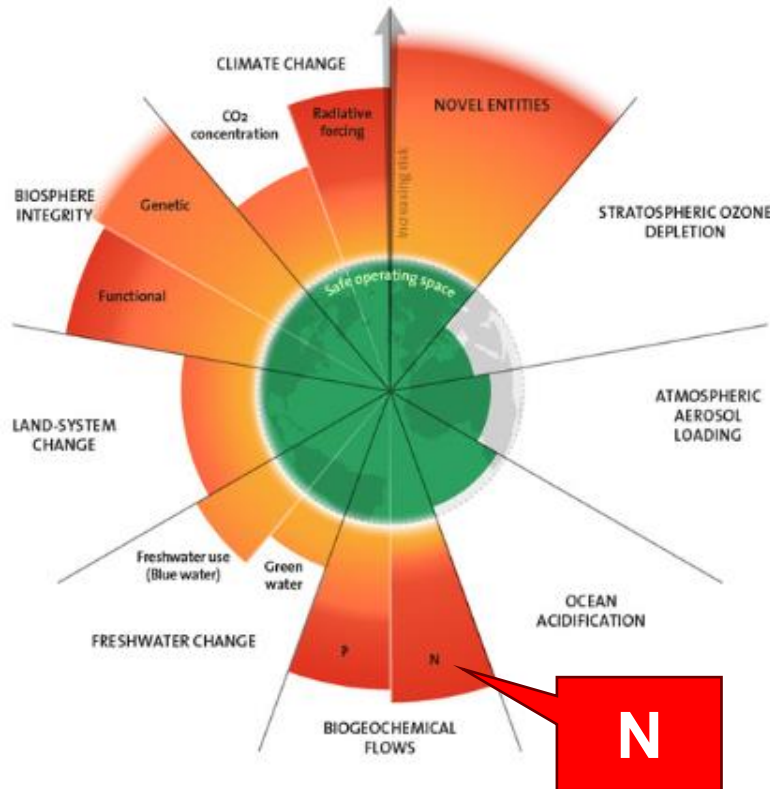 CLIMATE CHANGE
CO2
concentration
Radiative
forcing
NOVEL ENTITIES
Increasing risk
BIOSPHERE
INTEGRITY
Genetic
Functional
STRATOSPHERIC OZONE
DEPLETION
Safe operating space
ATMOSPHERIC
AEROSOL
LOADING
LAND-SYSTEM
CHANGE
Freshwater use
(Blue water)
Green
water
OCEAN
ACIDIFICATION
FRESHWATER CHANGE
P
N
BIOGEOCHEMICAL
FLOWS
N